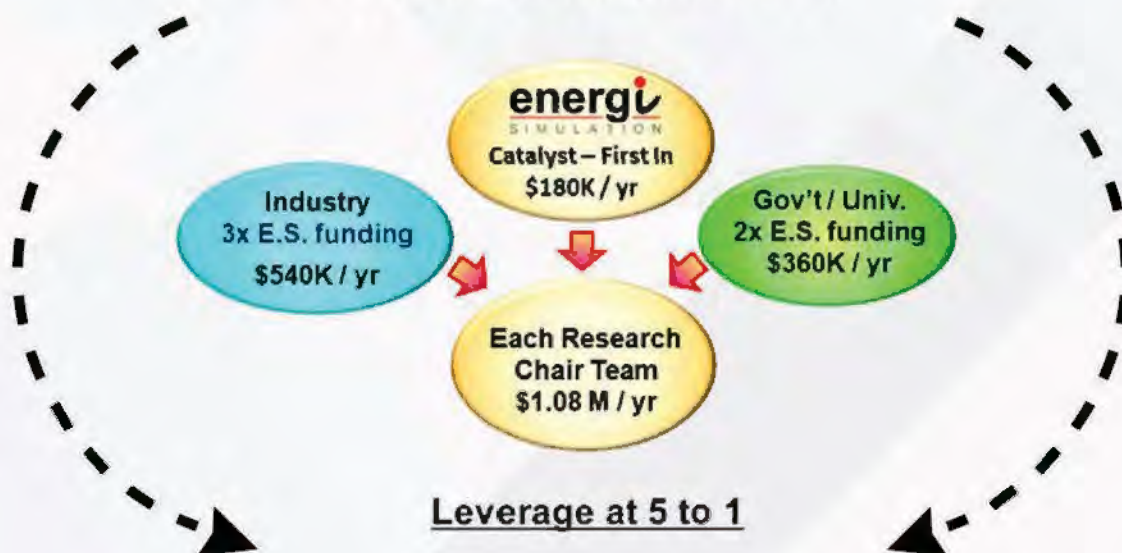 energi
SIMULATION
Catalyst – First In
$180K / yr
Industry
3x E.S. funding
$540K / yr
Gov't / Univ.
2x E.S. funding
$360K / yr
Each Research
Chair Team
$1.08 M / yr
Leverage at 5 to 1